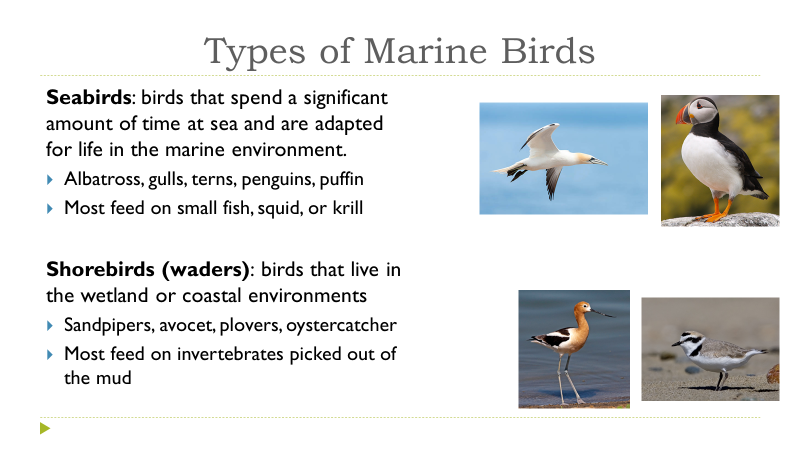 Types of Marine Birds
Seabirds: birds that spend a significant
amount of time at sea and are adapted
for life in the marine environment.
Albatross, gulls, terns, penguins, puffin
Most feed on small fish, squid, or krill
Shorebirds (waders): birds that live in
the wetland or coastal environments
Sandpipers, avocet, plovers, oystercatcher
Most feed on invertebrates picked out of
the mud